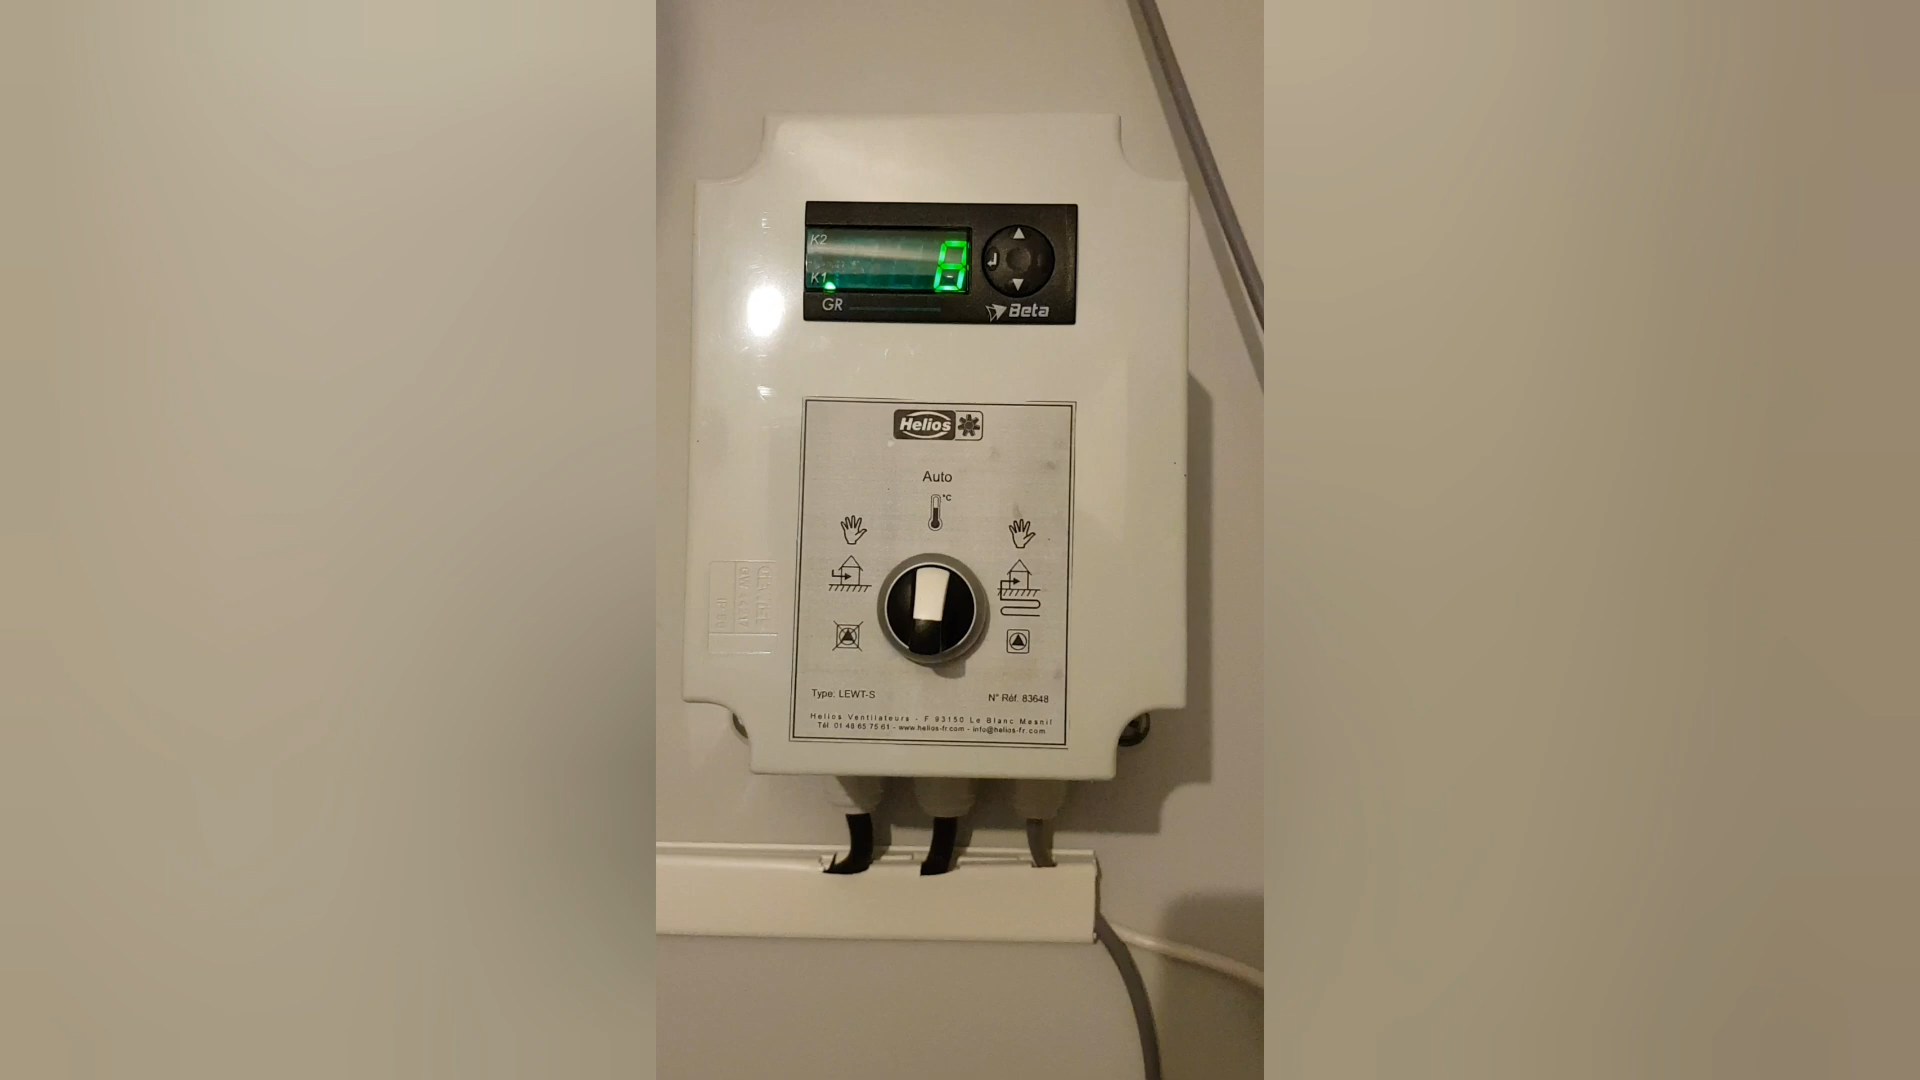 K2
8
K1
GR
Beta
Helios
Auto
°C
Type: LEWT-S
N° Réf. 83648
Helios Ventilateurs - F 93150 Le Blanc Mesnil
Tél 01 48 65 75 61 - www.helios-fr.com - info@helios-fr.com